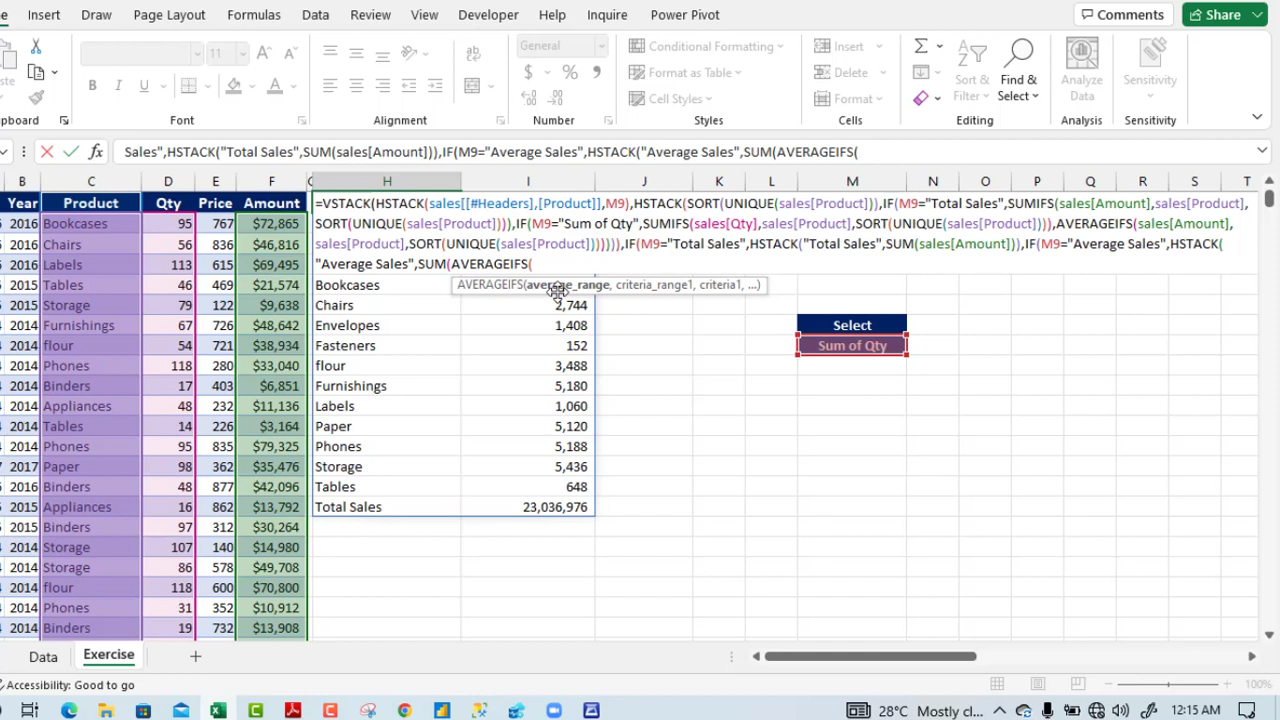 Insert Draw Page Layout Formulas Data Review View Developer Help Inquire Power Pivot Comments Share
11 General Conditional Formatting Insert
B I U A $ % Format as Table Delete Sort & Find & Analyze Sensitivity
Cell Styles Format Filter Select Data
Font Alignment Number Styles Cells Editing Analysis Sensitivity
fx Sales",HSTACK("Total Sales",SUM(sales[Amount])),IF(M9="Average Sales",HSTACK("Average Sales",SUM(AVERAGEIFS(
B C D E F G H I J K L M N O P Q R S T
Year Product Qty Price Amount =VSTACK(HSTACK(sales[[#Headers],[Product]],M9),HSTACK(SORT(UNIQUE(sales[Product])),IF(M9="Total Sales",SUMIFS(sales[Amount],sales[Product],
2016 Bookcases 95 767 $72,865 SORT(UNIQUE(sales[Product]))),IF(M9="Sum of Qty",SUMIFS(sales[Qty],sales[Product],SORT(UNIQUE(sales[Product]))),AVERAGEIFS(sales[Amount],
2016 Chairs 56 836 $46,816 sales[Product],SORT(UNIQUE(sales[Product])))))),IF(M9="Total Sales",HSTACK("Total Sales",SUM(sales[Amount])),IF(M9="Average Sales",HSTACK(
2016 Labels 113 615 $69,495 "Average Sales",SUM(AVERAGEIFS(
2015 Tables 46 469 $21,574 Bookcases AVERAGEIFS(average_range, criteria_range1, criteria1, ...)
2015 Storage 79 122 $9,638 Chairs 2,744
2014 Furnishings 67 726 $48,642 Envelopes 1,408 Select
2014 flour 54 721 $38,934 Fasteners 152 Sum of Qty
2014 Phones 118 280 $33,040 flour 3,488
2014 Binders 17 403 $6,851 Furnishings 5,180
2014 Appliances 48 232 $11,136 Labels 1,060
2014 Tables 14 226 $3,164 Paper 5,120
2014 Phones 95 835 $79,325 Phones 5,188
2017 Paper 98 362 $35,476 Storage 5,436
2016 Binders 48 877 $42,096 Tables 648
2015 Appliances 16 862 $13,792 Total Sales 23,036,976
2015 Binders 97 312 $30,264
2014 Storage 107 140 $14,980
2014 Storage 86 578 $49,708
2014 flour 118 600 $70,800
2014 Phones 31 352 $10,912
2014 Binders 19 732 $13,908
Data Exercise
Accessibility: Good to go 100%
28°C Mostly cl... 12:15 AM